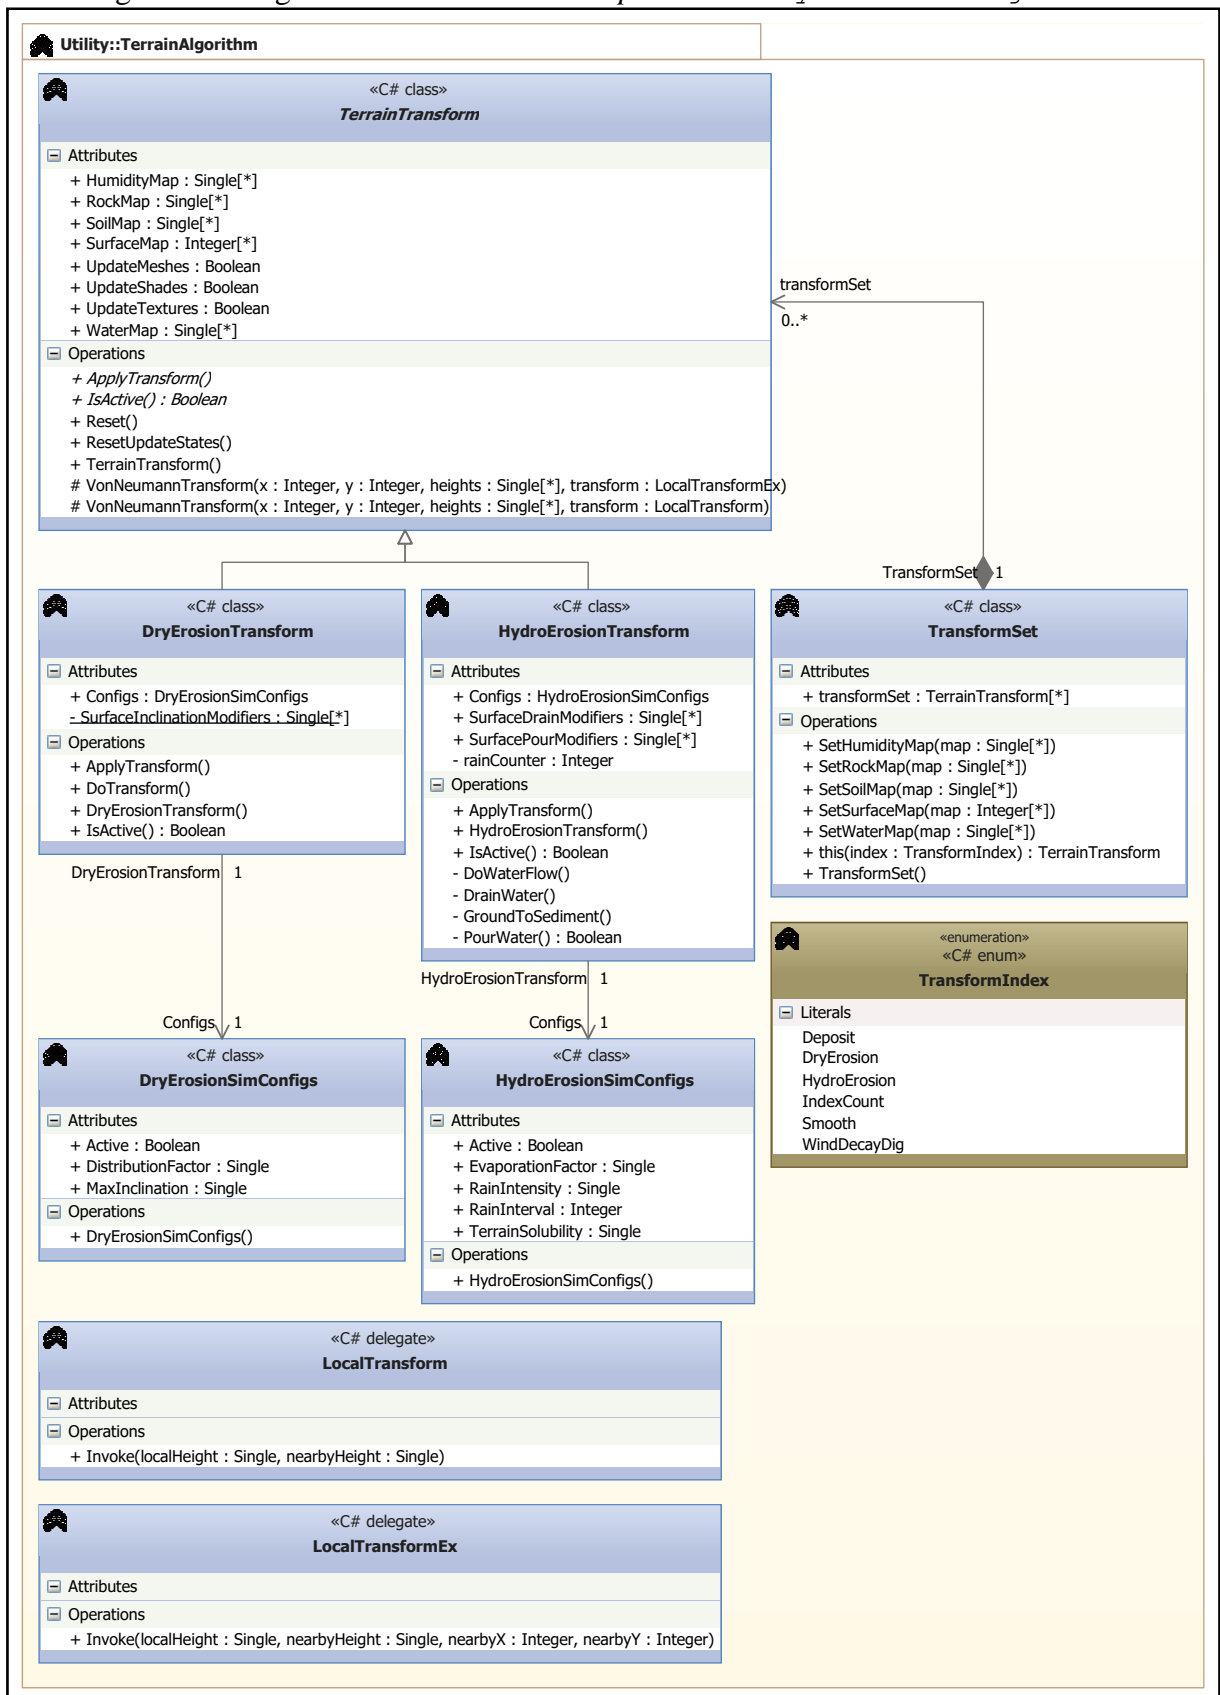 Utility::TerrainAlgorithm
«C# class»
TerrainTransform
Attributes
+ HumidityMap : Single[*]
+ RockMap : Single[*]
+ SoilMap : Single[*]
+ SurfaceMap : Integer[*]
+ UpdateMeshes : Boolean
+ UpdateShades : Boolean
+ UpdateTextures : Boolean
+ WaterMap : Single[*]
Operations
+ ApplyTransform()
+ IsActive() : Boolean
+ Reset()
+ ResetUpdateStates()
+ TerrainTransform()
# VonNeumannTransform(x : Integer, y : Integer, heights : Single[*], transform : LocalTransformEx)
# VonNeumannTransform(x : Integer, y : Integer, heights : Single[*], transform : LocalTransform)
transformSet
0..*
TransformSet 1
«C# class»
DryErosionTransform
Attributes
+ Configs : DryErosionSimConfigs
- SurfaceInclinationModifiers : Single[*]
Operations
+ ApplyTransform()
+ DoTransform()
+ DryErosionTransform()
+ IsActive() : Boolean
DryErosionTransform 1
Configs 1
«C# class»
HydroErosionTransform
Attributes
+ Configs : HydroErosionSimConfigs
+ SurfaceDrainModifiers : Single[*]
+ SurfacePourModifiers : Single[*]
- rainCounter : Integer
Operations
+ ApplyTransform()
+ HydroErosionTransform()
+ IsActive() : Boolean
- DoWaterFlow()
- DrainWater()
- GroundToSediment()
- PourWater() : Boolean
HydroErosionTransform 1
Configs 1
«C# class»
TransformSet
Attributes
+ transformSet : TerrainTransform[*]
Operations
+ SetHumidityMap(map : Single[*])
+ SetRockMap(map : Single[*])
+ SetSoilMap(map : Single[*])
+ SetSurfaceMap(map : Integer[*])
+ SetWaterMap(map : Single[*])
+ this(index : TransformIndex) : TerrainTransform
+ TransformSet()
«enumeration»
«C# enum»
TransformIndex
Literals
Deposit
DryErosion
HydroErosion
IndexCount
Smooth
WindDecayDig
«C# class»
DryErosionSimConfigs
Attributes
+ Active : Boolean
+ DistributionFactor : Single
+ MaxInclination : Single
Operations
+ DryErosionSimConfigs()
«C# class»
HydroErosionSimConfigs
Attributes
+ Active : Boolean
+ EvaporationFactor : Single
+ RainIntensity : Single
+ RainInterval : Integer
+ TerrainSolubility : Single
Operations
+ HydroErosionSimConfigs()
«C# delegate»
LocalTransform
Attributes
Operations
+ Invoke(localHeight : Single, nearbyHeight : Single)
«C# delegate»
LocalTransformEx
Attributes
Operations
+ Invoke(localHeight : Single, nearbyHeight : Single, nearbyX : Integer, nearbyY : Integer)